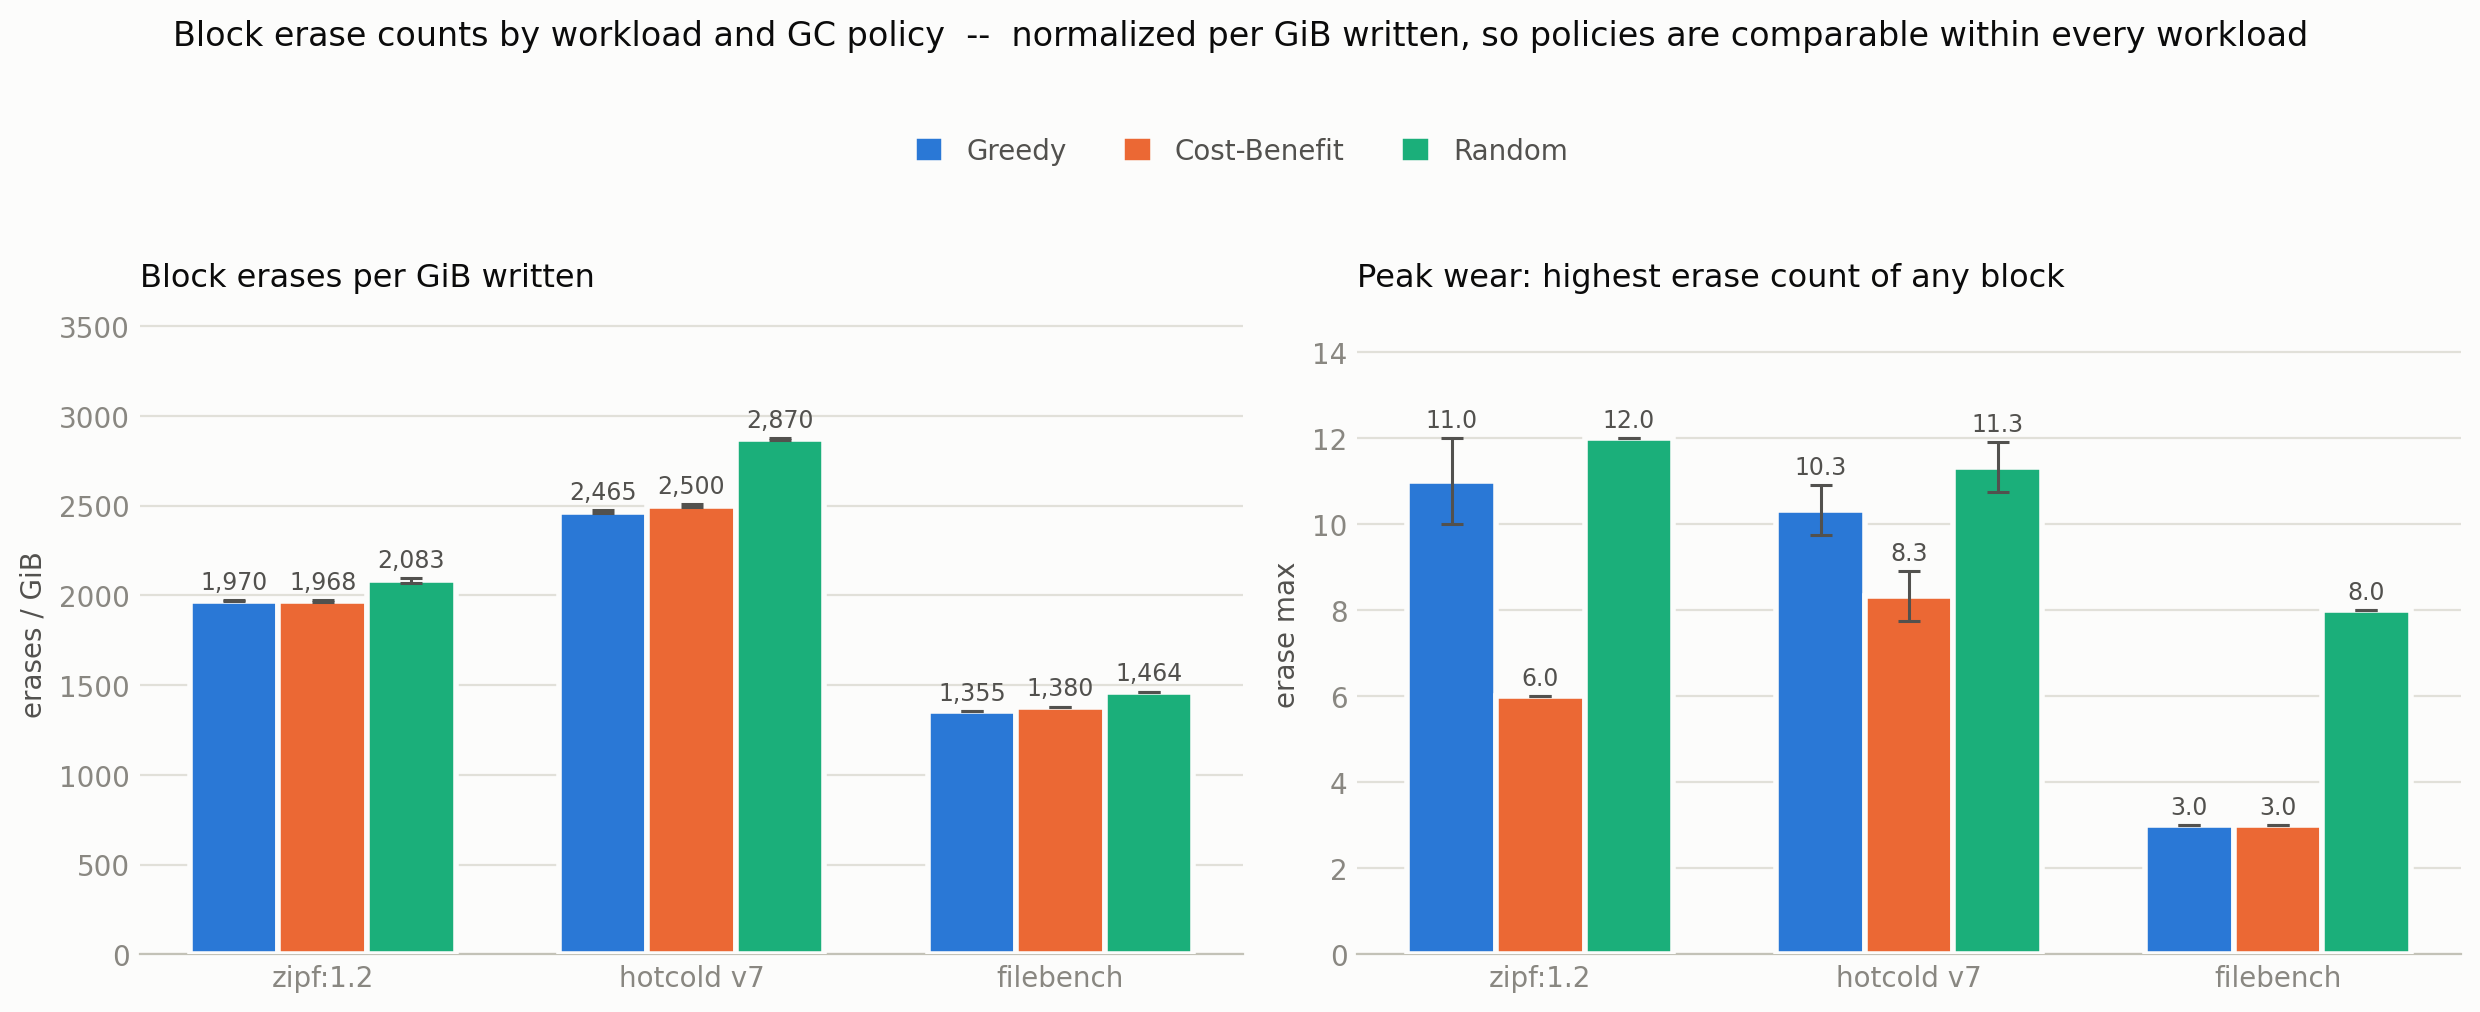 Block erase counts by workload and GC policy -- normalized per GiB written, so policies are comparable within every workload
Greedy Cost-Benefit Random
Block erases per GiB written
3500
3000
2500
2000
1500
1000
500
0
erases / GiB
1,970 1,968 2,083
2,465 2,500 2,870
1,355 1,380 1,464
zipf:1.2 hotcold v7 filebench
Peak wear: highest erase count of any block
14
12
10
8
6
4
2
0
erase max
11.0 6.0 12.0
10.3 8.3 11.3
3.0 3.0 8.0
zipf:1.2 hotcold v7 filebench